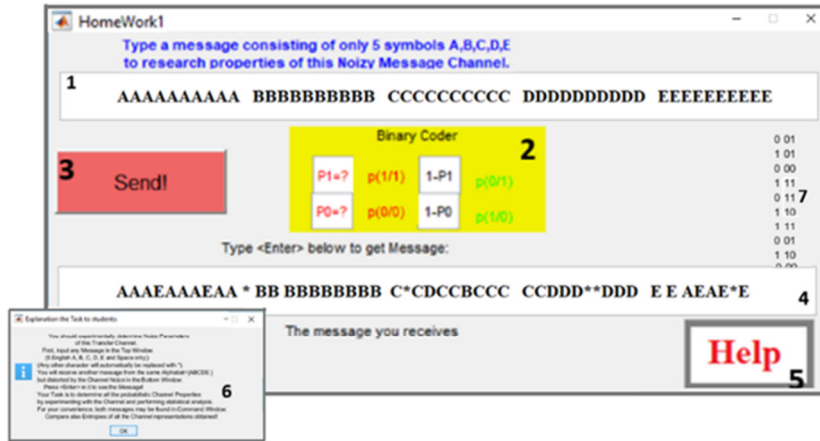 HomeWork1
Type a message consisting of only 5 symbols A,B,C,D,E
to research properties of this Noizy Message Channel.
1
AAAAAAAAAA BBBBBBBBBB CCCCCCCCCC DDDDDDDDDD EEEEEEEEEE
Binary Coder
2
3
Send!
P1=? p(1/1) 1-P1 p(0/1)
P0=? p(0/0) 1-P0 p(1/0)
0 01
1 01
0 00
1 11
0 11
7
1 10
1 11
0 01
1 10
Type <Enter> below to get Message:
AAAEAAAEAA * BB BBBBBBBB C*CDCCBCCC CCDDD**DDD E E AEAE*E
4
The message you receives
Help
5
Explanation the Task to students
You should experimentally determine Noize Parameters
of this Transfer Channel.
First, input any Message in the Top Window
(5 English A, B, C, D, E and Space only.)
(Any other character will automatically be replaced with *).
You will receive another message from the same Alphabet={ABCDE }
but distorted by the Channel Noize in the Bottom Window.
Press <Enter> in it to see the Message!
6
Your Task is to determine all the probabilistic Channel Properties
by experimenting with the Channel and performing statistical analysis.
For your convenience, both messages may be found in Command Window.
Compare also Entropies of all the Channel representations obtained!
OK